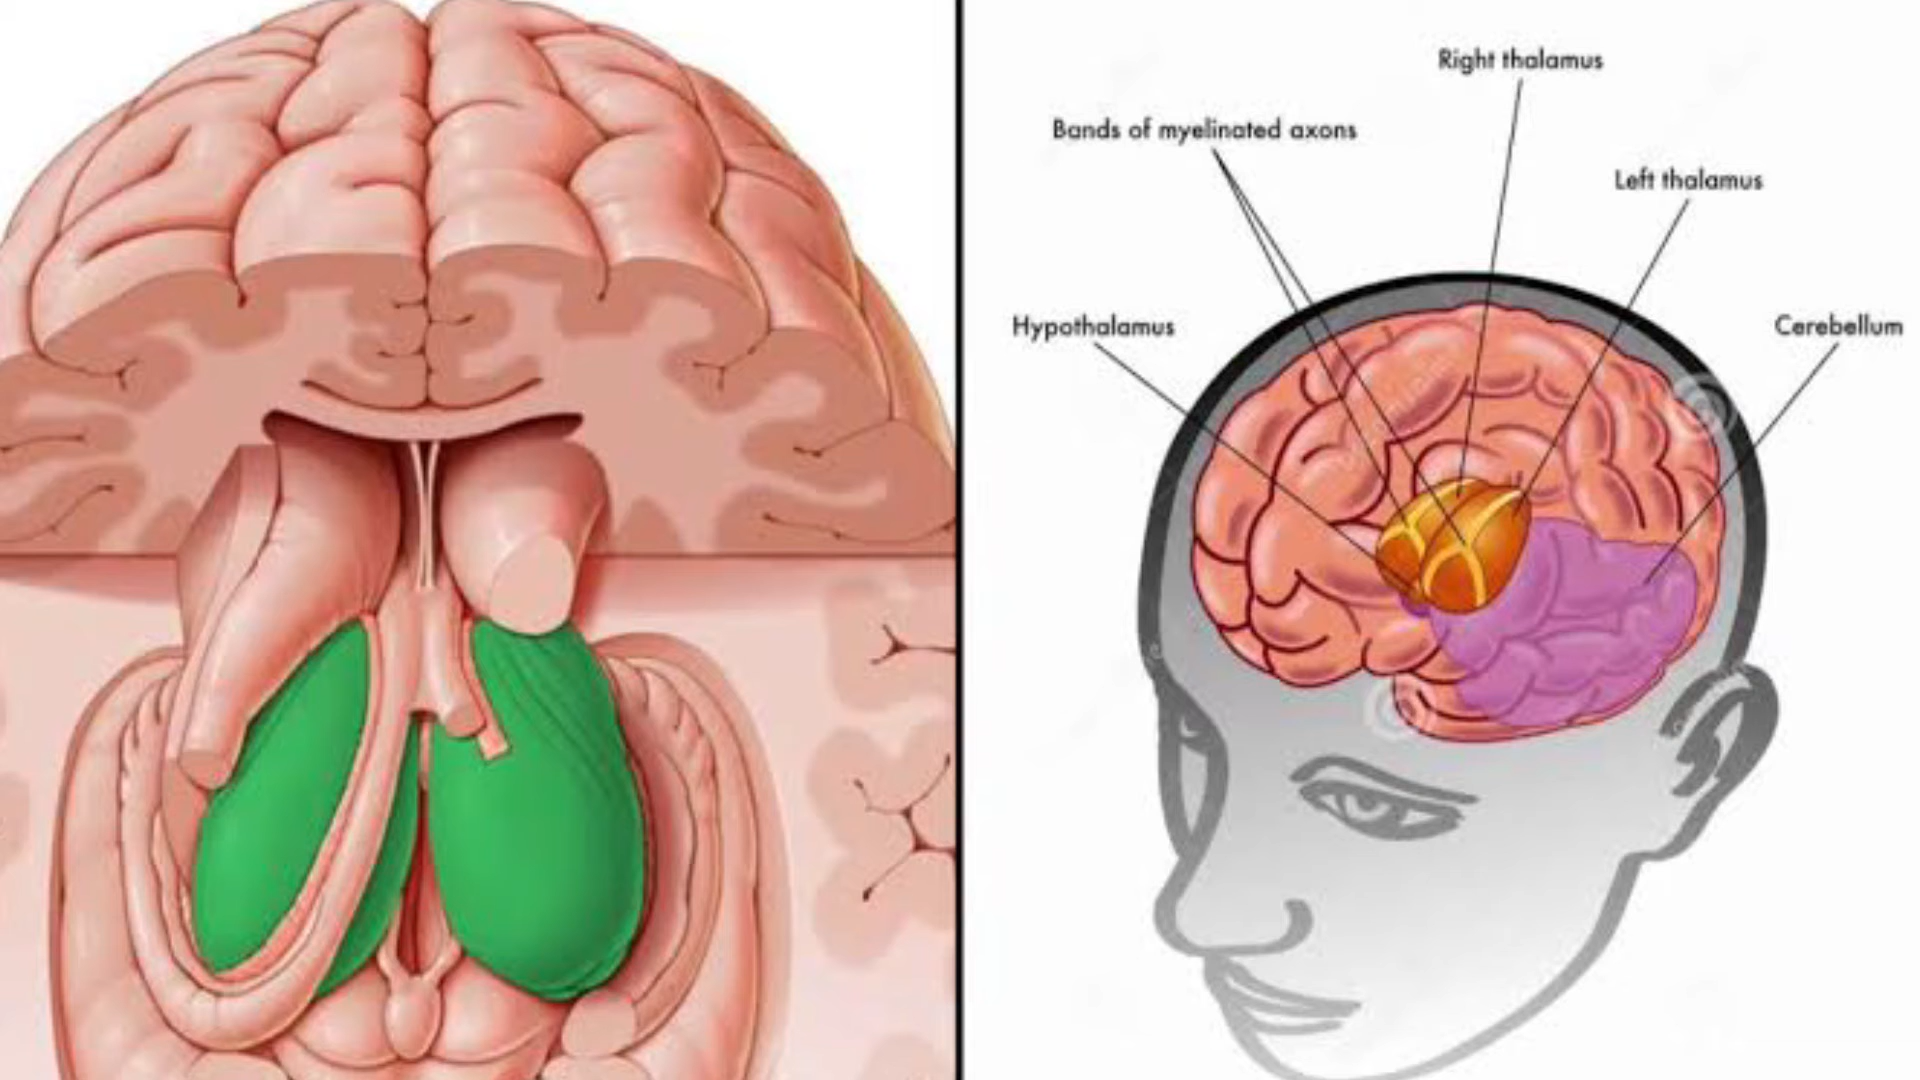 Right thalamus
Bands of myelinated axons
Left thalamus
Hypothalamus
Cerebellum